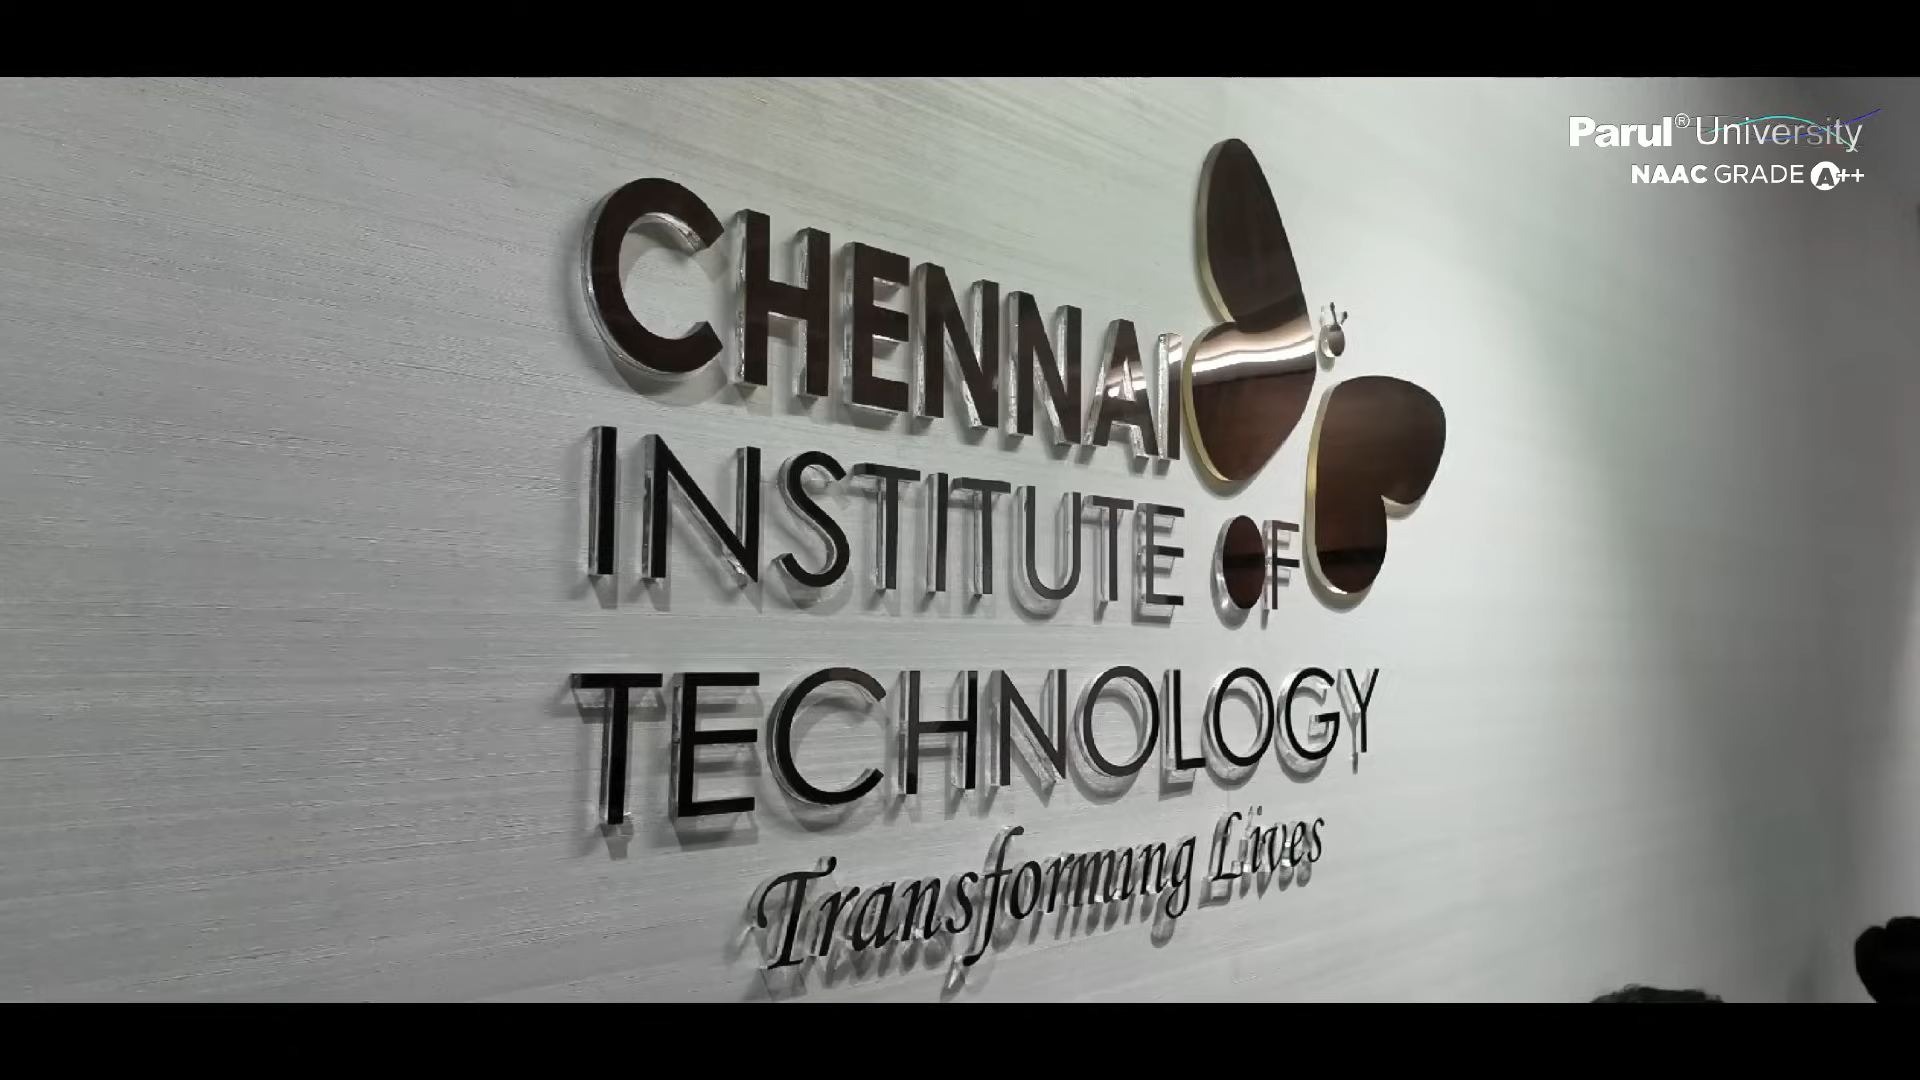 Parul® University
NAAC GRADE A++
CHENNAI
INSTITUTE OF
TECHNOLOGY
Transforming Lives